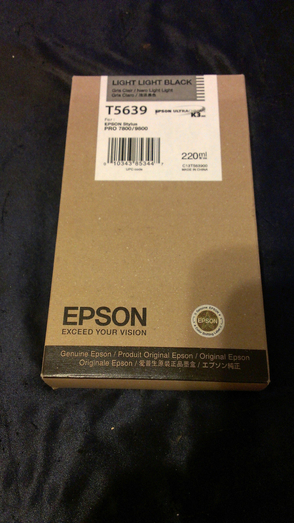 LIGHT LIGHT BLACK
T5639
For
EPSON Stylus
PRO 7800/9800
220ml
EPSON
EXCEED YOUR VISION
EPSON
Genuine Epson / Produit Original Epson / Original Epson
Originale Epson / 爱普生原装正品墨盒 / エプソン純正